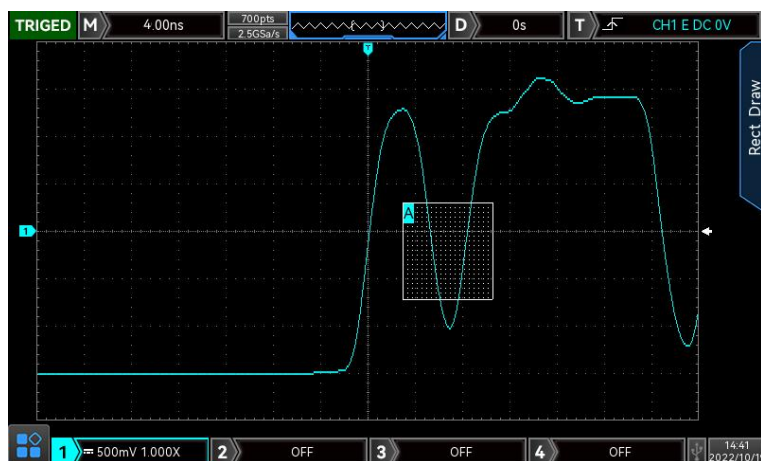 TRIGED M 4.00ns 700pts 2.5GSa/s D 0s T CH1 E DC 0V
T
Rect Draw
A
1
1 500mV 1.000X 2 OFF 3 OFF 4 OFF 14:41
2022/10/19